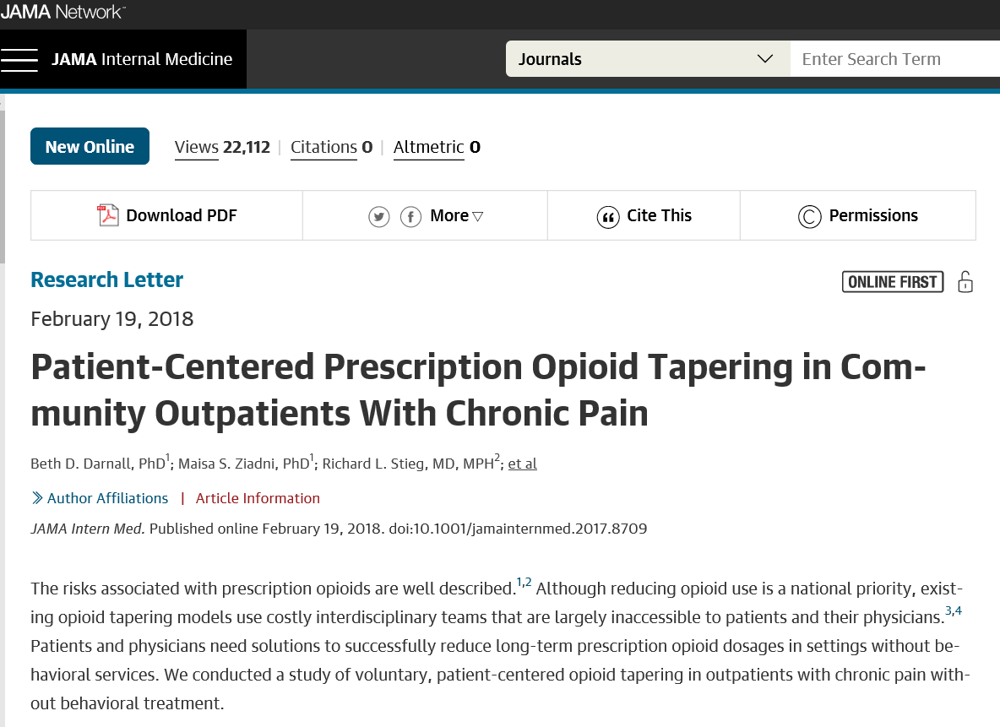 JAMA Network™
JAMA Internal Medicine
Journals
Enter Search Term
New Online
Views 22,112 | Citations 0 | Altmetric 0
Download PDF
More
Cite This
Permissions
Research Letter
ONLINE FIRST
February 19, 2018
Patient-Centered Prescription Opioid Tapering in Com-
munity Outpatients With Chronic Pain
Beth D. Darnall, PhD1; Maisa S. Ziadni, PhD1; Richard L. Stieg, MD, MPH2; et al
Author Affiliations | Article Information
JAMA Intern Med. Published online February 19, 2018. doi:10.1001/jamainternmed.2017.8709
The risks associated with prescription opioids are well described.1,2 Although reducing opioid use is a national priority, exist-
ing opioid tapering models use costly interdisciplinary teams that are largely inaccessible to patients and their physicians.3,4
Patients and physicians need solutions to successfully reduce long-term prescription opioid dosages in settings without be-
havioral services. We conducted a study of voluntary, patient-centered opioid tapering in outpatients with chronic pain with-
out behavioral treatment.